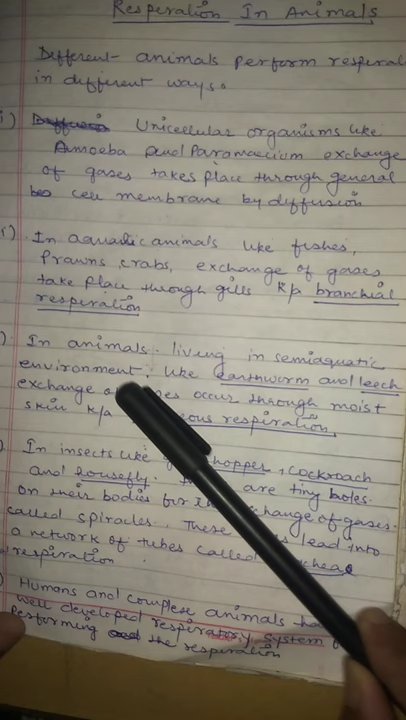 Respiration In Animals
Different animals perform respirat
in different ways.
i) Unicellular organisms like
Amoeba and Paramaecium exchange
of gases takes place through general
cell membrane by diffusion
In aquatic animals like fishes,
Prawns, crabs, exchange of gases
take place through gills k/a branchial
respiration
In animals living in semiaquatic
environment, like earthworm and leech
exchange occur through moist
skin k/a respiration
In insects like hopper, cockroach
and housefly. are tiny holes
on their bodies for change of gases.
called spiracles. These lead into
a network of tubes called
respiration
Humans and complex animals
well developed respiratory system
performing the respiration